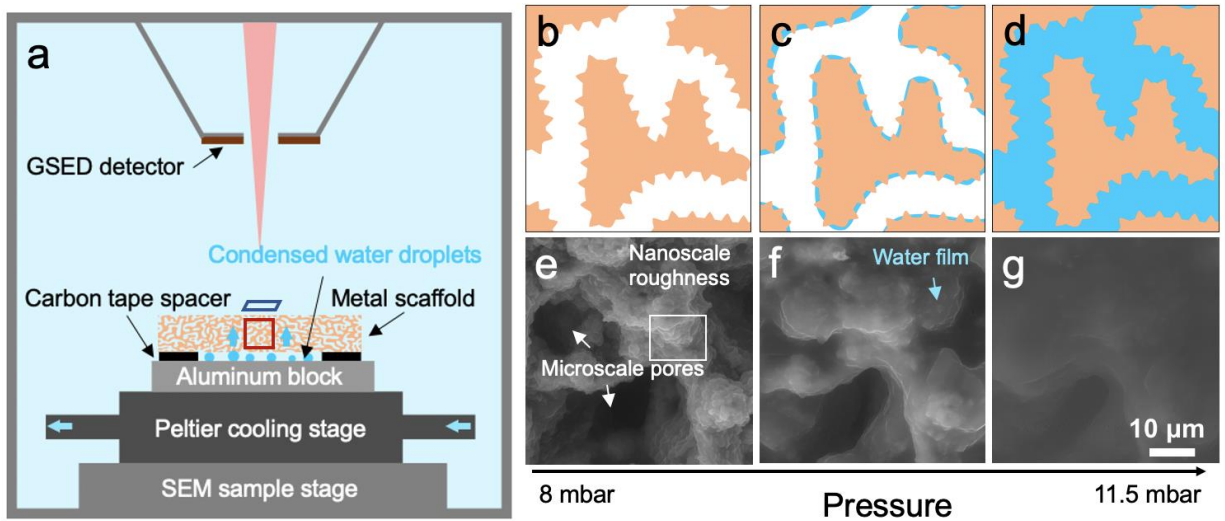 a
GSED detector
Condensed water droplets
Carbon tape spacer
Metal scaffold
Aluminum block
Peltier cooling stage
SEM sample stage
b
c
d
e
Nanoscale
roughness
Microscale pores
f
Water film
g
10 µm
8 mbar
Pressure
11.5 mbar